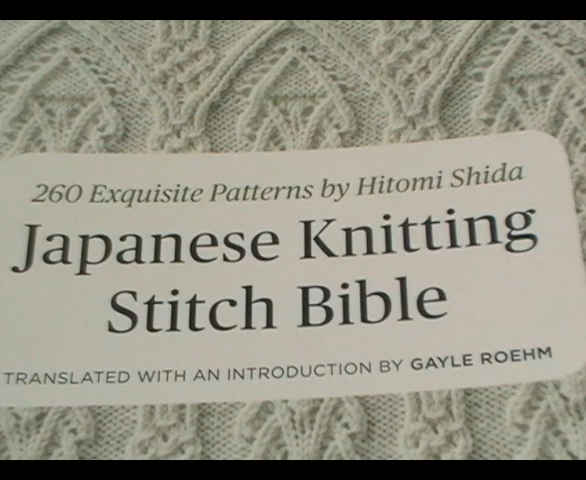 260 Exquisite Patterns by Hitomi Shida
Japanese Knitting
Stitch Bible
TRANSLATED WITH AN INTRODUCTION BY GAYLE ROEHM